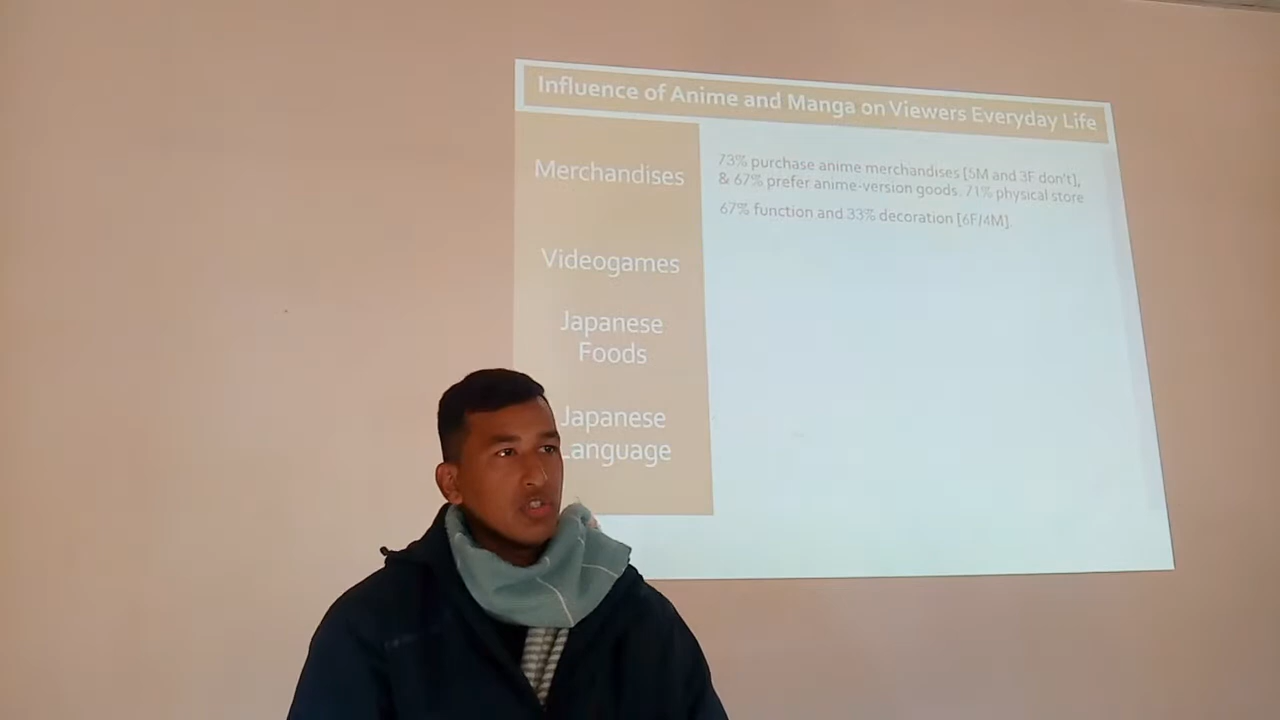 Influence of Anime and Manga on Viewers Everyday Life
Merchandises
73% purchase anime merchandises [5M and 3F don't],
& 67% prefer anime-version goods. 71% physical store
67% function and 33% decoration [6F/4M].
Videogames
Japanese
Foods
Japanese
Language